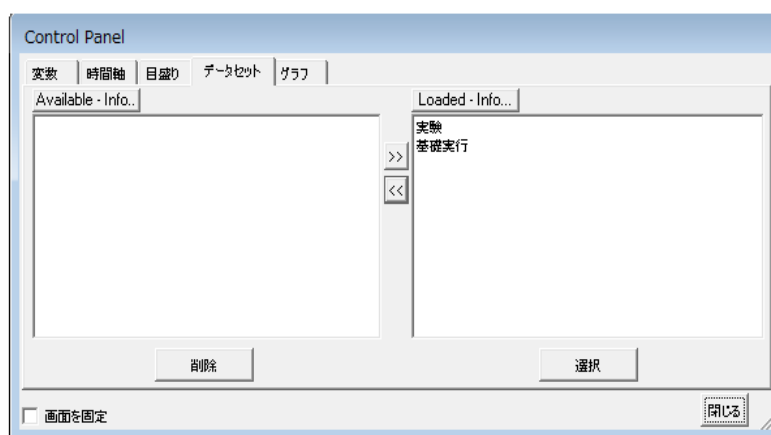 Control Panel
変数 時間軸 目盛り データセット グラフ
Available - Info.. Loaded - Info...
実験
基礎実行
>>
<<
削除 選択
画面を固定 閉じる